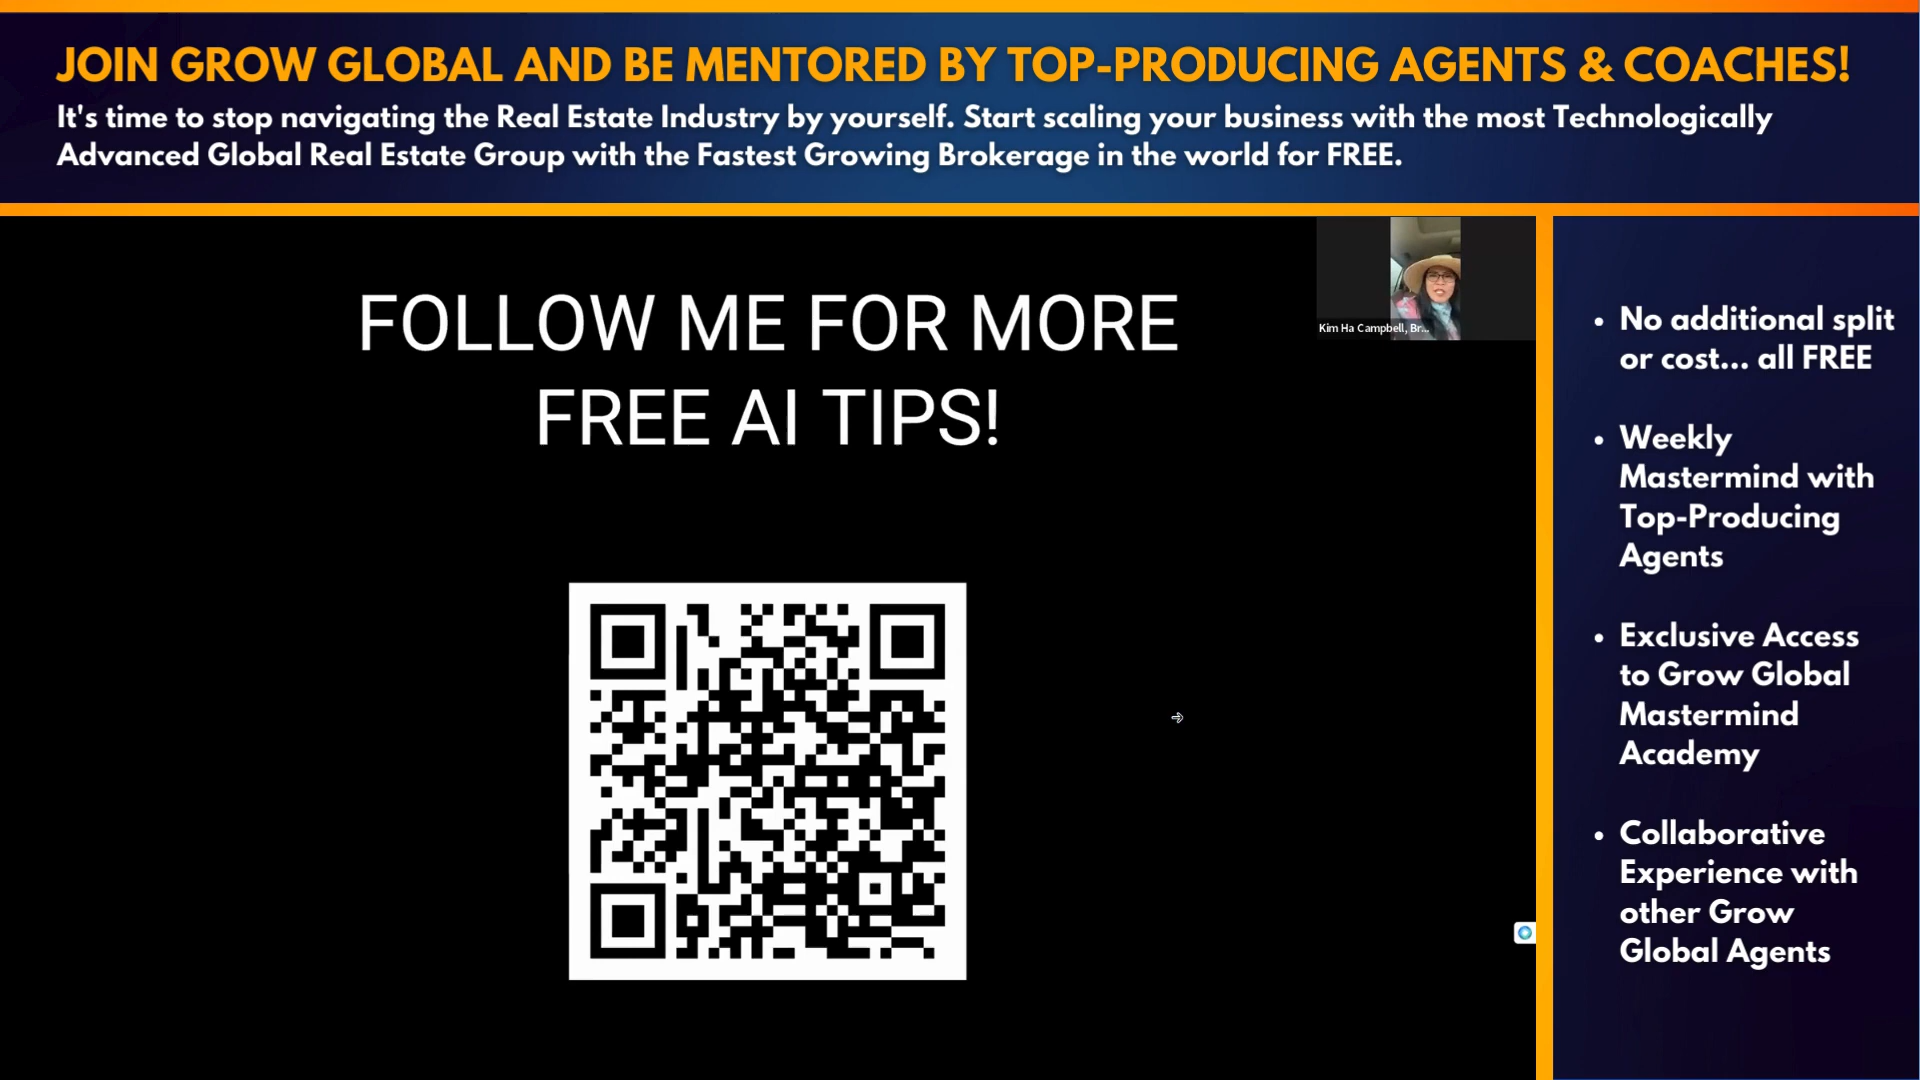 JOIN GROW GLOBAL AND BE MENTORED BY TOP-PRODUCING AGENTS & COACHES!
It's time to stop navigating the Real Estate Industry by yourself. Start scaling your business with the most Technologically
Advanced Global Real Estate Group with the Fastest Growing Brokerage in the world for FREE.
FOLLOW ME FOR MORE
FREE AI TIPS!
Kim Ha Campbell, Br...
• No additional split
or cost... all FREE
• Weekly
Mastermind with
Top-Producing
Agents
• Exclusive Access
to Grow Global
Mastermind
Academy
• Collaborative
Experience with
other Grow
Global Agents